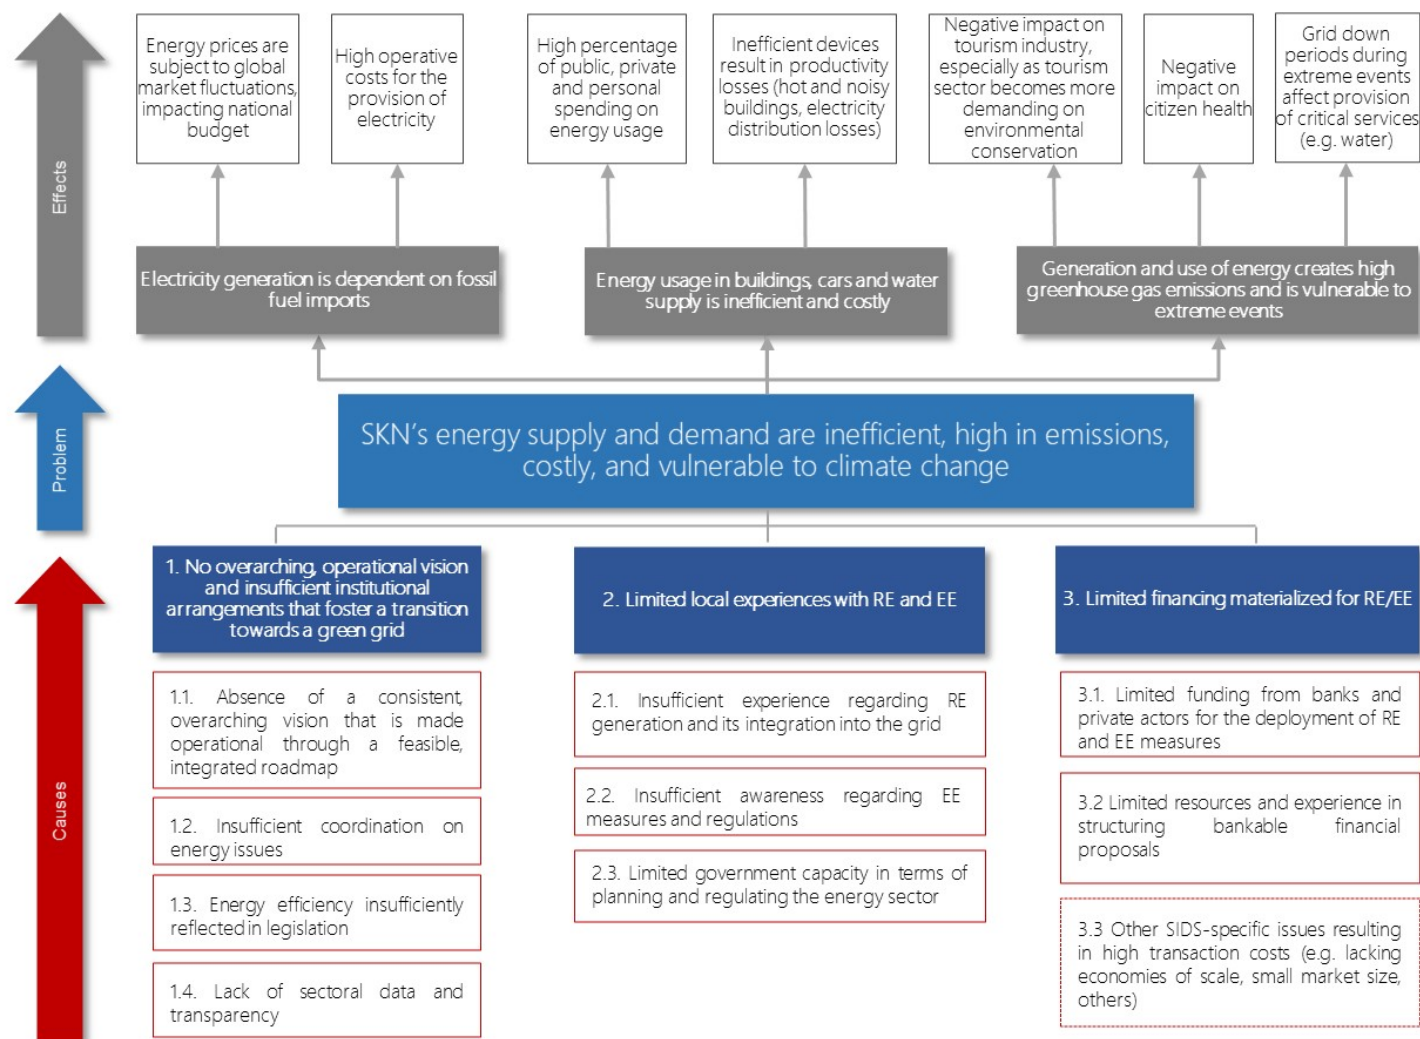 Effects
Energy prices are
subject to global
market fluctuations,
impacting national
budget
High operative
costs for the
provision of
electricity
High percentage
of public, private
and personal
spending on
energy usage
Inefficient devices
result in productivity
losses (hot and noisy
buildings, electricity
distribution losses)
Negative impact on
tourism industry,
especially as tourism
sector becomes more
demanding on
environmental
conservation
Negative
impact on
citizen health
Grid down
periods during
extreme events
affect provision
of critical services
(e.g. water)
Electricity generation is dependent on fossil
fuel imports
Energy usage in buildings, cars and water
supply is inefficient and costly
Generation and use of energy creates high
greenhouse gas emissions and is vulnerable to
extreme events
Problem
SKN's energy supply and demand are inefficient, high in emissions,
costly, and vulnerable to climate change
Causes
1. No overarching, operational vision
and insufficient institutional
arrangements that foster a transition
towards a green grid
1.1. Absence of a consistent,
overarching vision that is made
operational through a feasible,
integrated roadmap
1.2. Insufficient coordination on
energy issues
1.3. Energy efficiency insufficiently
reflected in legislation
1.4. Lack of sectoral data and
transparency
2. Limited local experiences with RE and EE
2.1. Insufficient experience regarding RE
generation and its integration into the grid
2.2. Insufficient awareness regarding EE
measures and regulations
2.3. Limited government capacity in terms of
planning and regulating the energy sector
3. Limited financing materialized for RE/EE
3.1. Limited funding from banks and
private actors for the deployment of RE
and EE measures
3.2 Limited resources and experience in
structuring bankable financial
proposals
3.3 Other SIDS-specific issues resulting
in high transaction costs (e.g. lacking
economies of scale, small market size,
others)